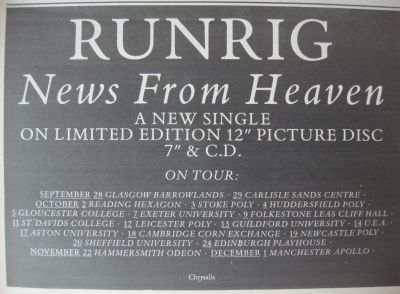 RUNRIG
News From Heaven
A NEW SINGLE
ON LIMITED EDITION 12" PICTURE DISC
7" & C.D.
ON TOUR:
SEPTEMBER 28 GLASGOW BARROWLANDS · 29 CARLISLE SANDS CENTRE ·
OCTOBER 2 READING HEXAGON · 3 STOKE POLY · 4 HUDDERSFIELD POLY ·
5 GLOUCESTER COLLEGE · 7 EXETER UNIVERSITY · 9 FOLKESTONE LEAS CLIFF HALL ·
11 ST DAVIDS COLLEGE · 12 LEICESTER POLY · 13 GUILDFORD UNIVERSITY · 14 U.E.A. ·
17 ASTON UNIVERSITY · 18 CAMBRIDGE CORN EXCHANGE · 19 NEWCASTLE POLY ·
20 SHEFFIELD UNIVERSITY · 24 EDINBURGH PLAYHOUSE ·
NOVEMBER 22 HAMMERSMITH ODEON · DECEMBER 1 MANCHESTER APOLLO ·
Chrysalis